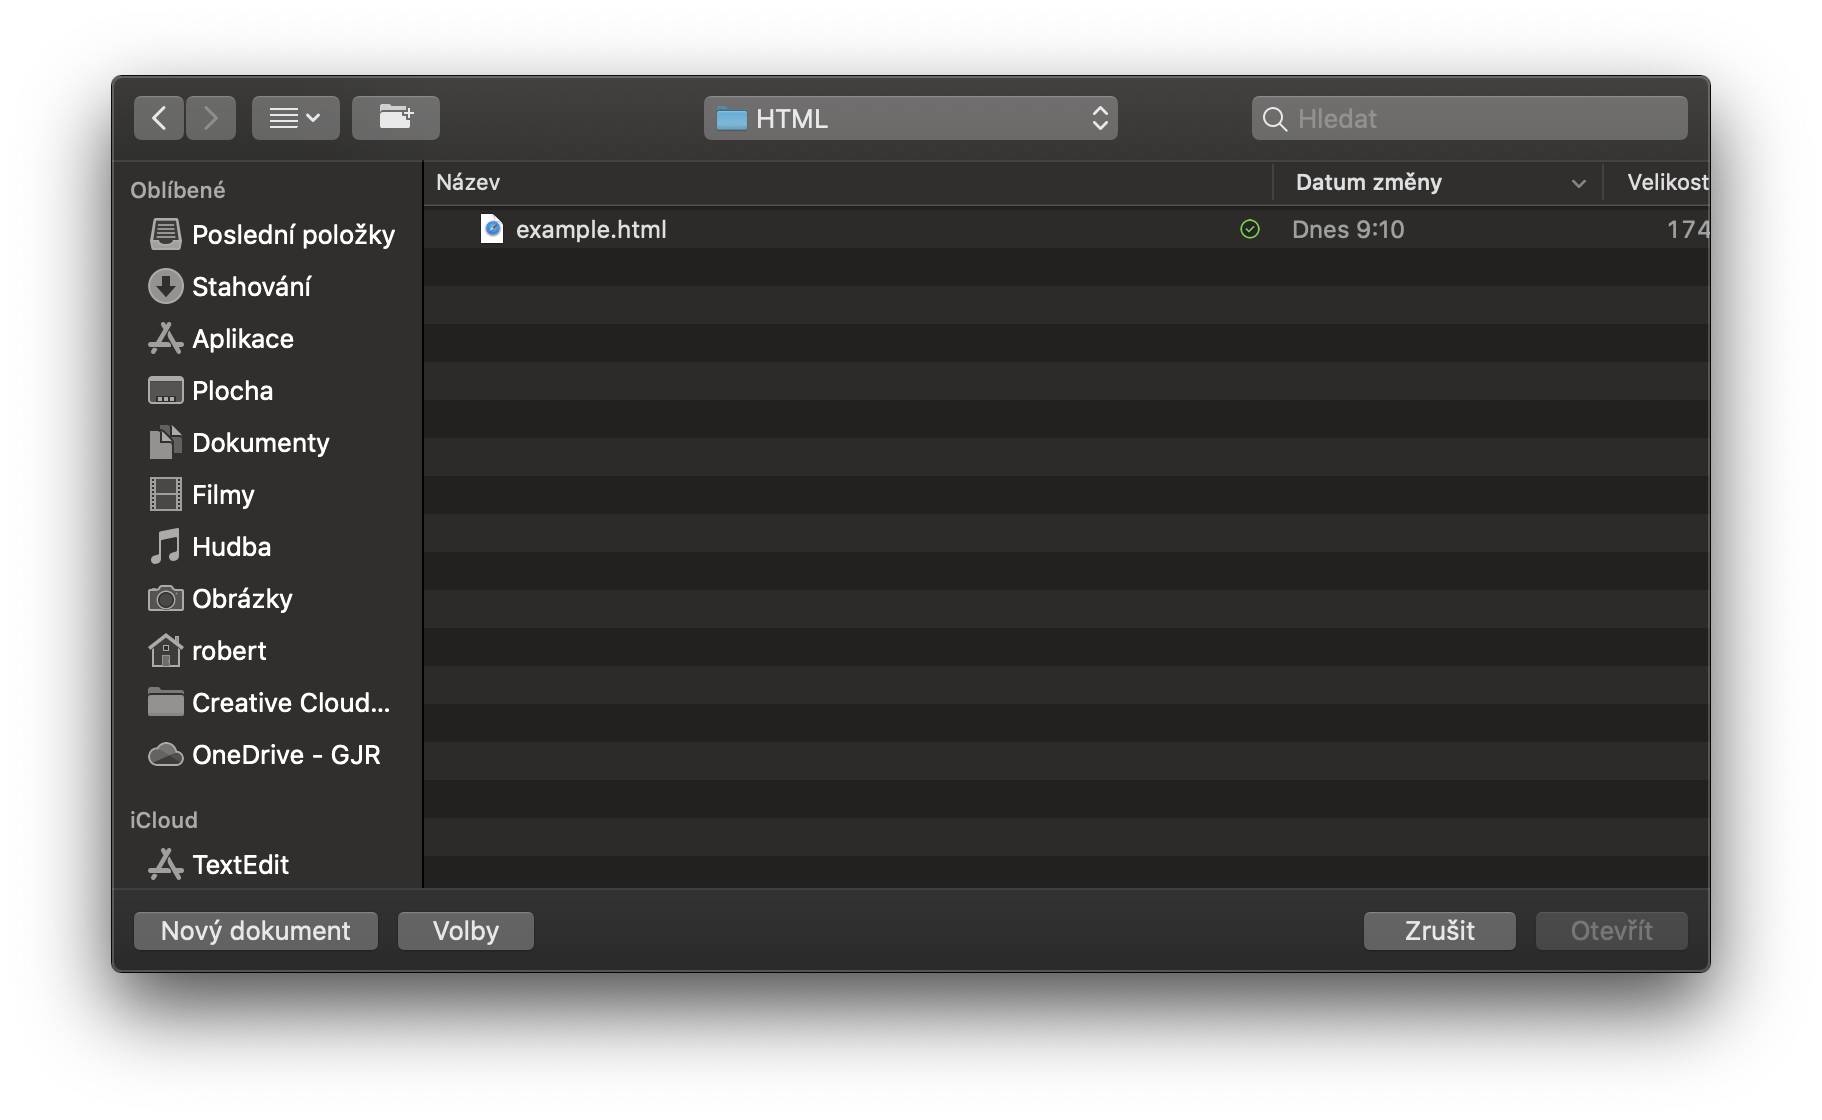 HTML
Hledat
Oblíbené
Poslední položky
Stahování
Aplikace
Plocha
Dokumenty
Filmy
Hudba
Obrázky
robert
Creative Cloud...
OneDrive - GJR
iCloud
TextEdit
Název
Datum změny
Velikost
example.html
Dnes 9:10
174
Nový dokument
Volby
Zrušit
Otevřít